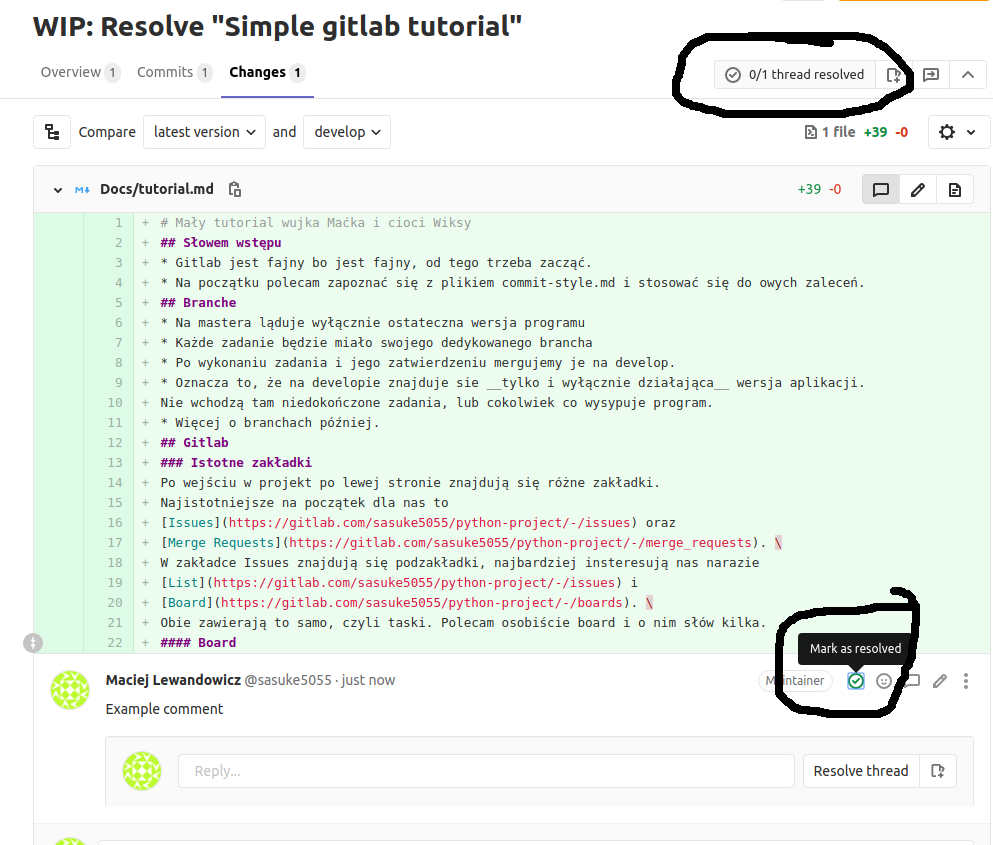 WIP: Resolve "Simple gitlab tutorial"
Overview 1 Commits 1 Changes 1
0/1 thread resolved
Compare latest version and develop
1 file +39 -0
Docs/tutorial.md
+39 -0
1 + # Mały tutorial wujka Maćka i cioci Wiksy
2 + ## Słowem wstępu
3 + * Gitlab jest fajny bo jest fajny, od tego trzeba zacząć.
4 + * Na początku polecam zapoznać się z plikiem commit-style.md i stosować się do owych zaleceń.
5 + ## Branche
6 + * Na mastera ląduje wyłącznie ostateczna wersja programu
7 + * Każde zadanie będzie miało swojego dedykowanego brancha
8 + * Po wykonaniu zadania i jego zatwierdzeniu mergujemy je na develop.
9 + * Oznacza to, że na developie znajduje sie __tylko i wyłącznie działająca__ wersja aplikacji.
10 + Nie wchodzą tam niedokończone zadania, lub cokolwiek co wysypuje program.
11 + * Więcej o branchach później.
12 + ## Gitlab
13 + ### Istotne zakładki
14 + Po wejściu w projekt po lewej stronie znajdują się różne zakładki.
15 + Najistotniejsze na początek dla nas to
16 + [Issues](https://gitlab.com/sasuke5055/python-project/-/issues) oraz
17 + [Merge Requests](https://gitlab.com/sasuke5055/python-project/-/merge_requests). \
18 + W zakładce Issues znajdują się podzakładki, najbardziej insteresują nas narazie
19 + [List](https://gitlab.com/sasuke5055/python-project/-/issues) i
20 + [Board](https://gitlab.com/sasuke5055/python-project/-/boards). \
21 + Obie zawierają to samo, czyli taski. Polecam osobiście board i o nim słów kilka.
22 + #### Board
Mark as resolved
Maciej Lewandowicz @sasuke5055 · just now
Maintainer
Example comment
Reply...
Resolve thread